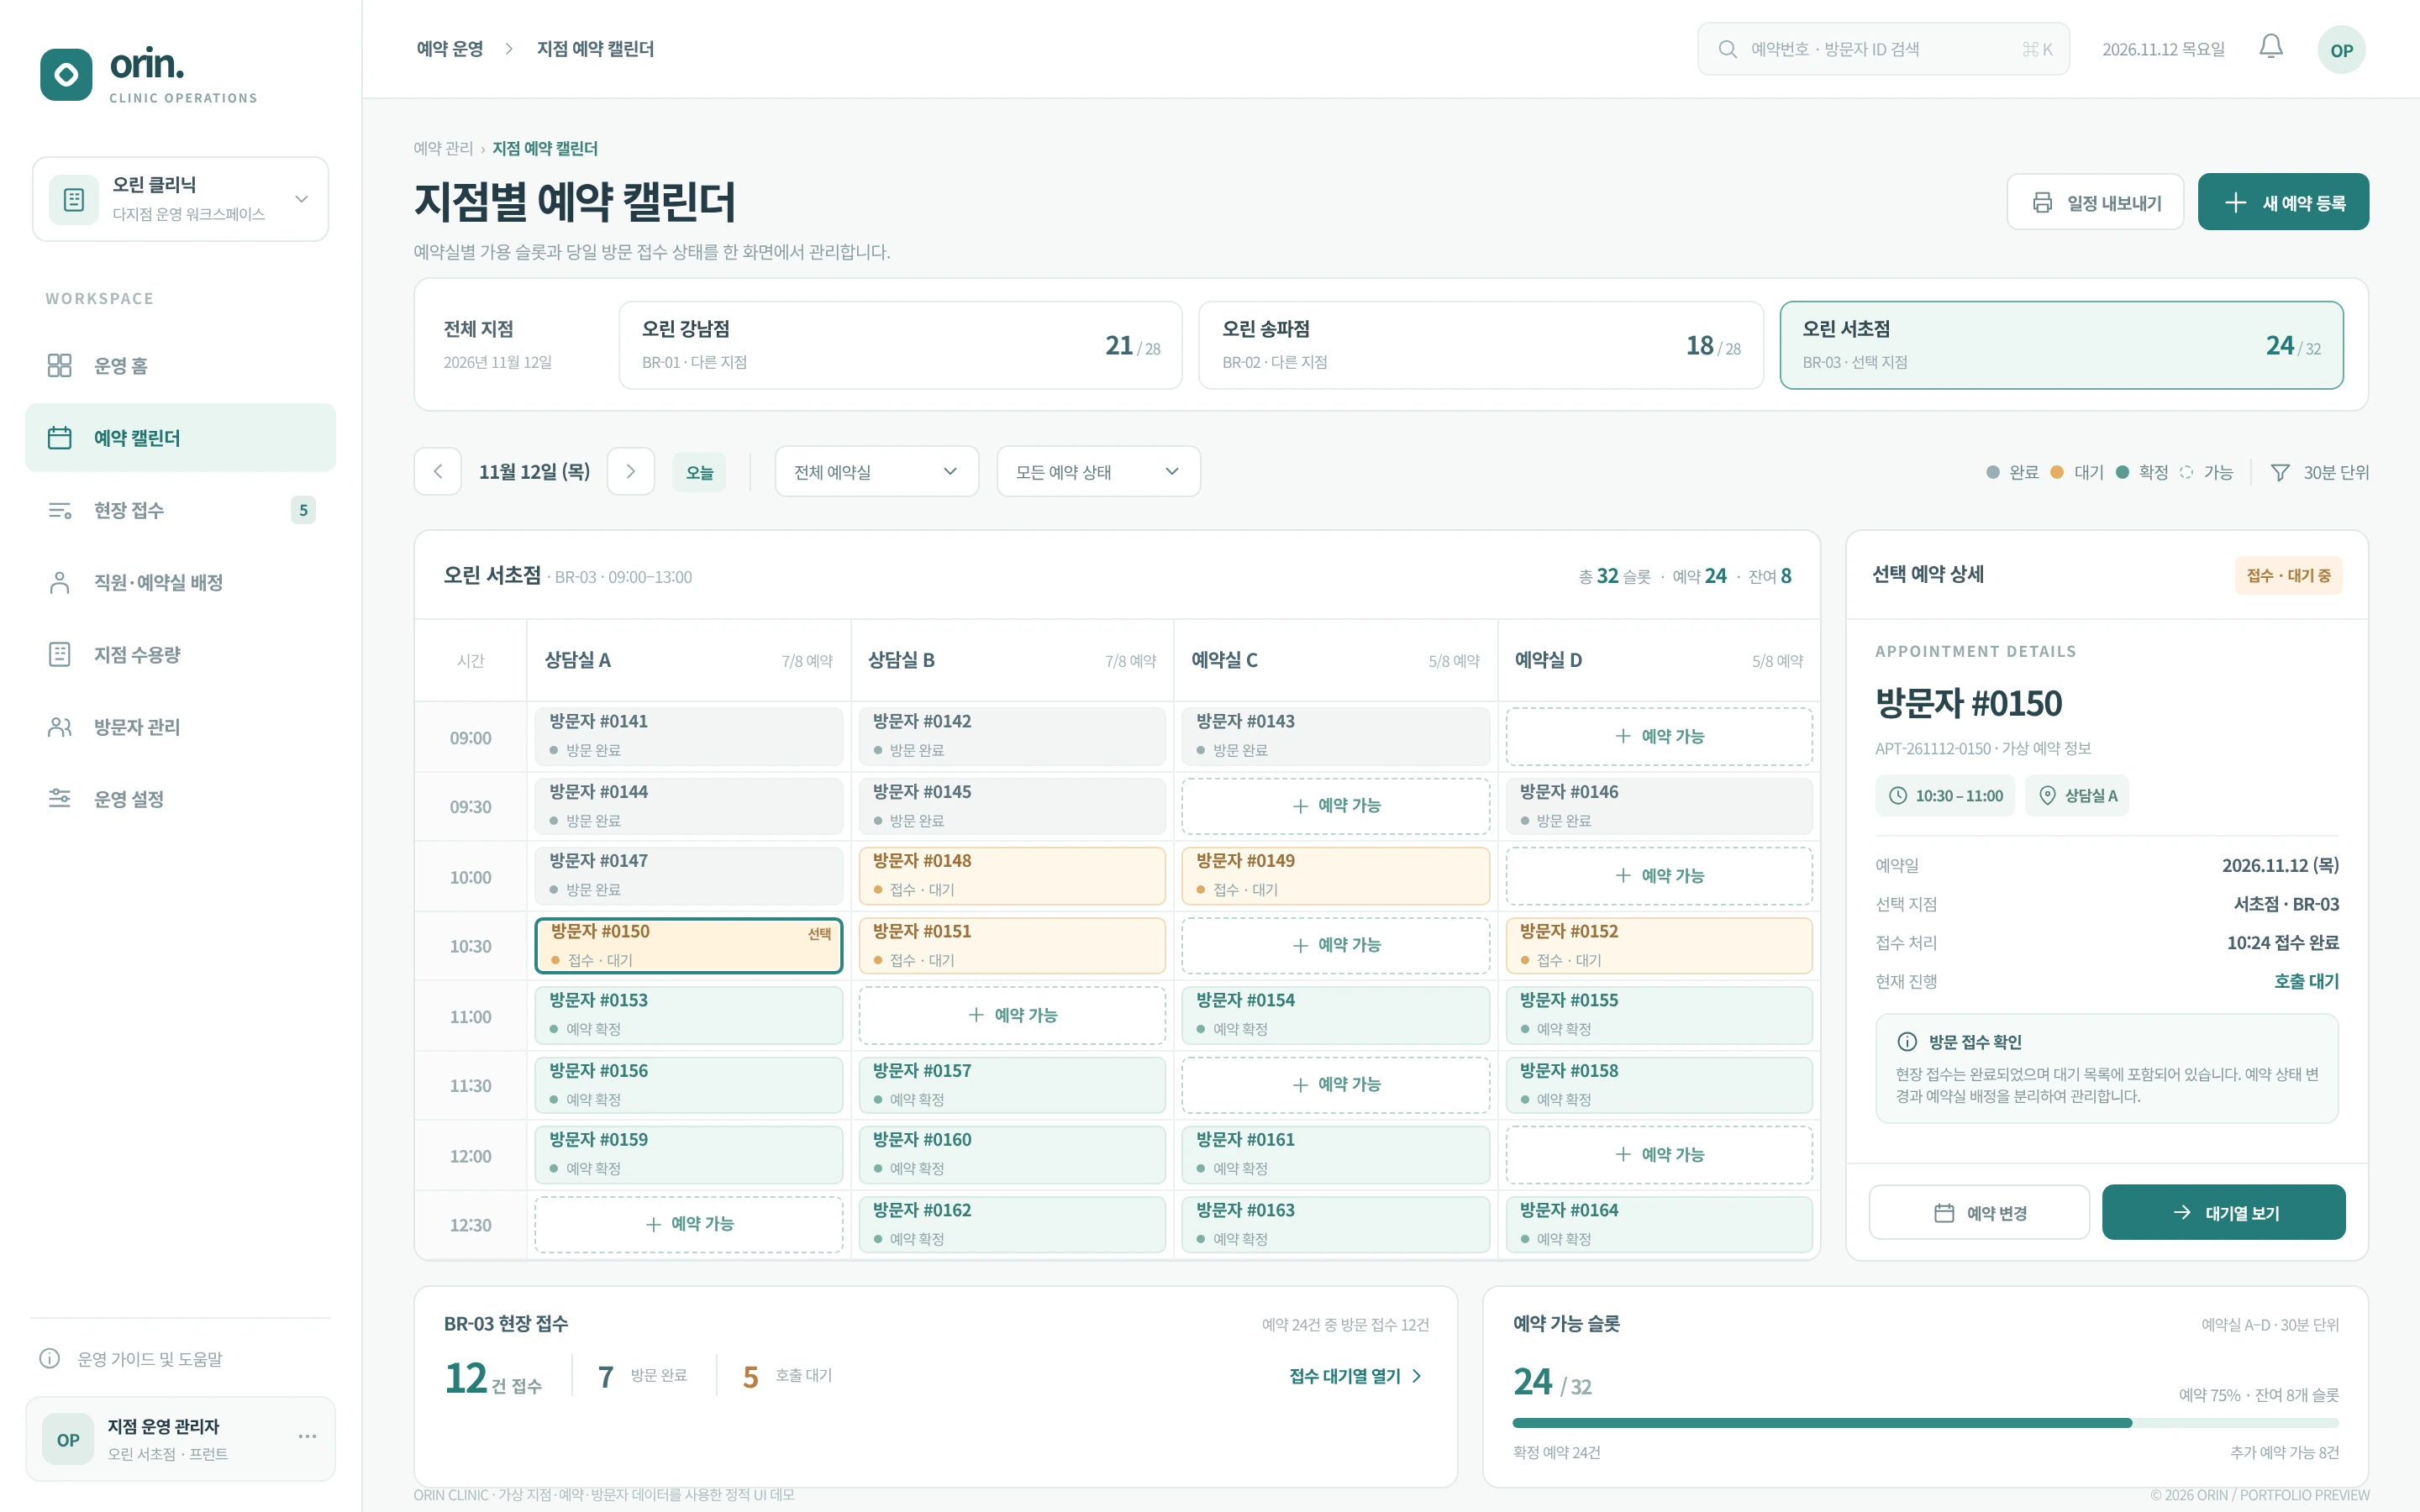 orin.
CLINIC OPERATIONS
오린 클리닉
다지점 운영 워크스페이스
WORKSPACE
운영 홈
예약 캘린더
현장 접수 5
직원·예약실 배정
지점 수용량
방문자 관리
운영 설정
운영 가이드 및 도움말
OP
지점 운영 관리자
오린 서초점 · 프런트
예약 운영 > 지점 예약 캘린더
예약번호 · 방문자 ID 검색 ⌘ K
2026.11.12 목요일
OP
예약 관리 › 지점 예약 캘린더
지점별 예약 캘린더
예약실별 가용 슬롯과 당일 방문 접수 상태를 한 화면에서 관리합니다.
일정 내보내기
새 예약 등록
전체 지점
2026년 11월 12일
오린 강남점
BR-01 · 다른 지점
21 / 28
오린 송파점
BR-02 · 다른 지점
18 / 28
오린 서초점
BR-03 · 선택 지점
24 / 32
11월 12일 (목)
오늘
전체 예약실
모든 예약 상태
완료 대기 확정 가능
30분 단위
오린 서초점 · BR-03 · 09:00–13:00
총 32 슬롯 · 예약 24 · 잔여 8
시간
상담실 A 7/8 예약
상담실 B 7/8 예약
예약실 C 5/8 예약
예약실 D 5/8 예약
09:00
방문자 #0141
방문 완료
방문자 #0142
방문 완료
방문자 #0143
방문 완료
예약 가능
09:30
방문자 #0144
방문 완료
방문자 #0145
방문 완료
예약 가능
방문자 #0146
방문 완료
10:00
방문자 #0147
방문 완료
방문자 #0148
접수 · 대기
방문자 #0149
접수 · 대기
예약 가능
10:30
방문자 #0150 선택
접수 · 대기
방문자 #0151
접수 · 대기
예약 가능
방문자 #0152
접수 · 대기
11:00
방문자 #0153
예약 확정
예약 가능
방문자 #0154
예약 확정
방문자 #0155
예약 확정
11:30
방문자 #0156
예약 확정
방문자 #0157
예약 확정
예약 가능
방문자 #0158
예약 확정
12:00
방문자 #0159
예약 확정
방문자 #0160
예약 확정
방문자 #0161
예약 확정
예약 가능
12:30
예약 가능
방문자 #0162
예약 확정
방문자 #0163
예약 확정
방문자 #0164
예약 확정
선택 예약 상세
접수 · 대기 중
APPOINTMENT DETAILS
방문자 #0150
APT-261112-0150 · 가상 예약 정보
10:30 – 11:00
상담실 A
예약일 2026.11.12 (목)
선택 지점 서초점 · BR-03
접수 처리 10:24 접수 완료
현재 진행 호출 대기
방문 접수 확인
현장 접수는 완료되었으며 대기 목록에 포함되어 있습니다. 예약 상태 변
경과 예약실 배정을 분리하여 관리합니다.
예약 변경
대기열 보기
BR-03 현장 접수
예약 24건 중 방문 접수 12건
12 건 접수
7 방문 완료
5 호출 대기
접수 대기열 열기
예약 가능 슬롯
예약실 A–D · 30분 단위
24 / 32
예약 75% · 잔여 8개 슬롯
확정 예약 24건
추가 예약 가능 8건
ORIN CLINIC · 가상 지점·예약·방문자 데이터를 사용한 정적 UI 데모
© 2026 ORIN / PORTFOLIO PREVIEW